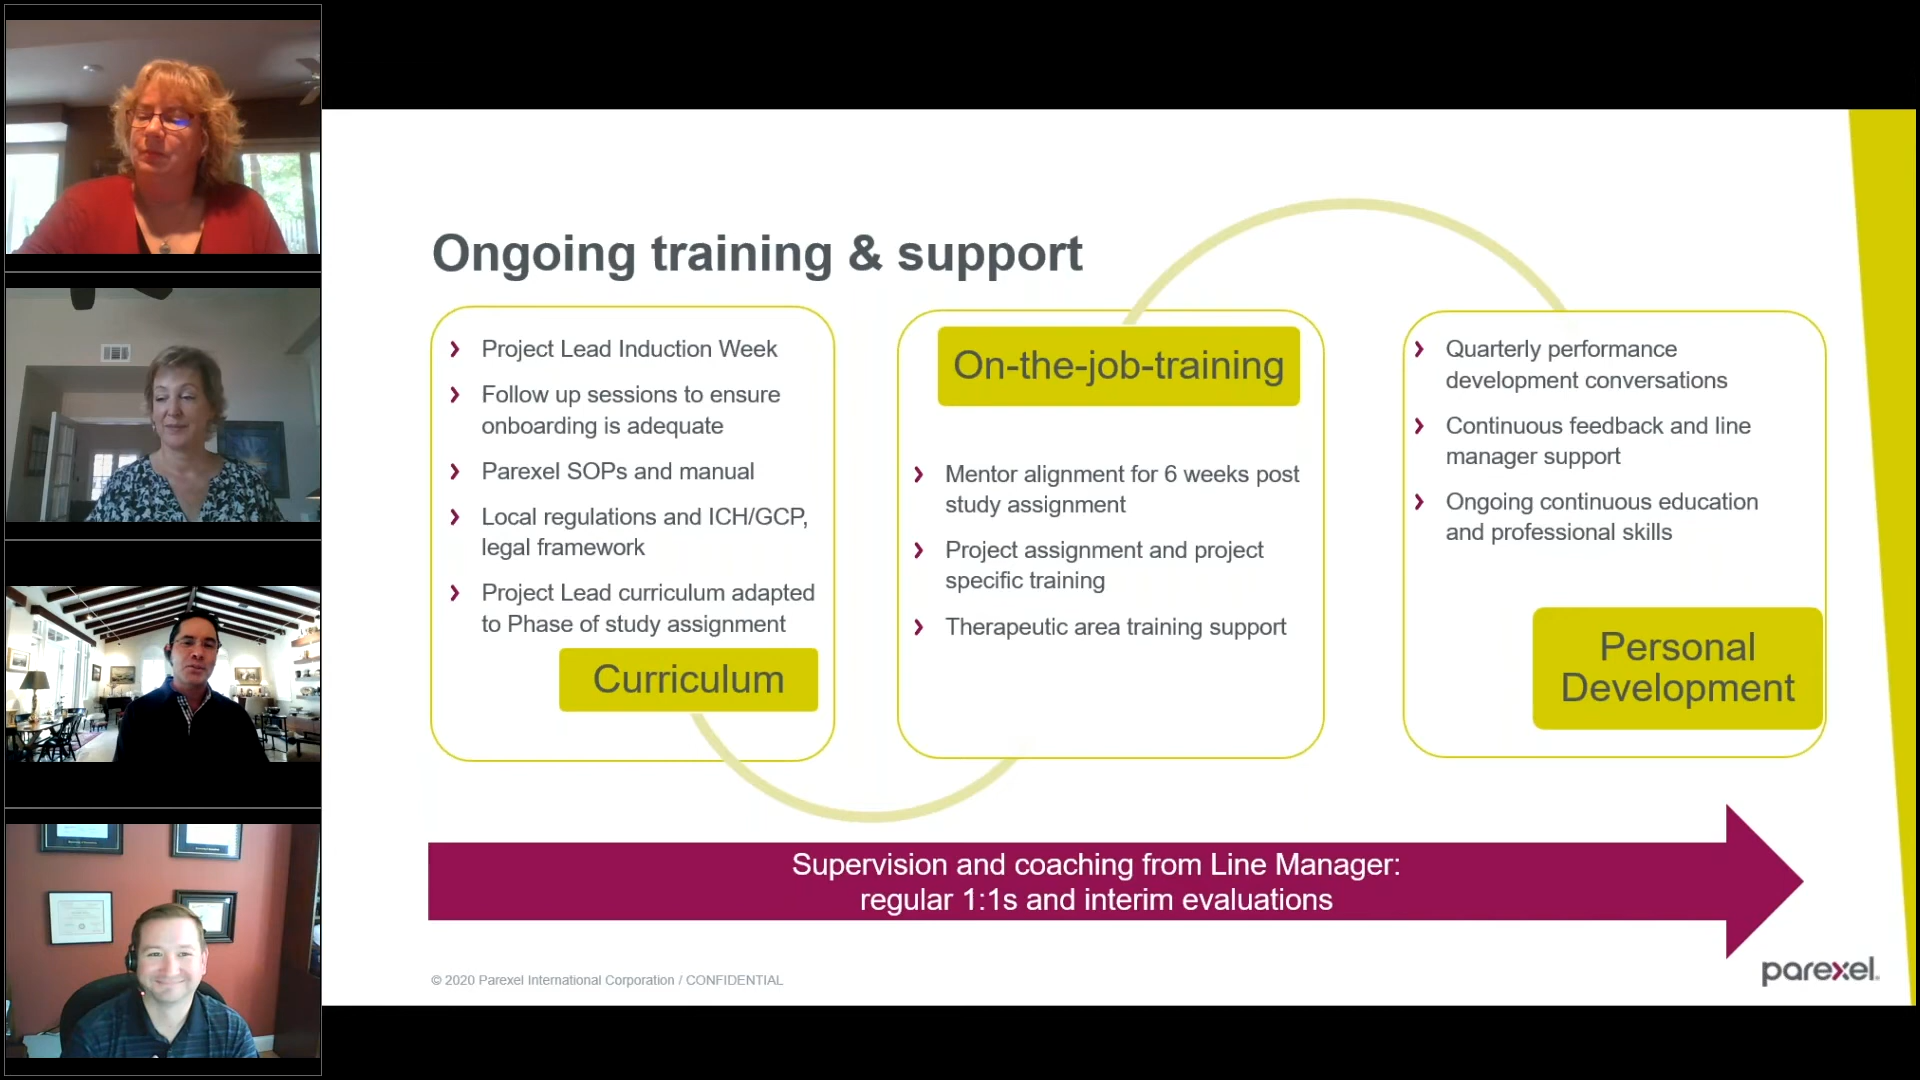 Ongoing training & support
Project Lead Induction Week
Follow up sessions to ensure
onboarding is adequate
Parexel SOPs and manual
Local regulations and ICH/GCP,
legal framework
Project Lead curriculum adapted
to Phase of study assignment
Curriculum
On-the-job-training
Mentor alignment for 6 weeks post
study assignment
Project assignment and project
specific training
Therapeutic area training support
Quarterly performance
development conversations
Continuous feedback and line
manager support
Ongoing continuous education
and professional skills
Personal
Development
Supervision and coaching from Line Manager:
regular 1:1s and interim evaluations
© 2020 Parexel International Corporation / CONFIDENTIAL
parexel.